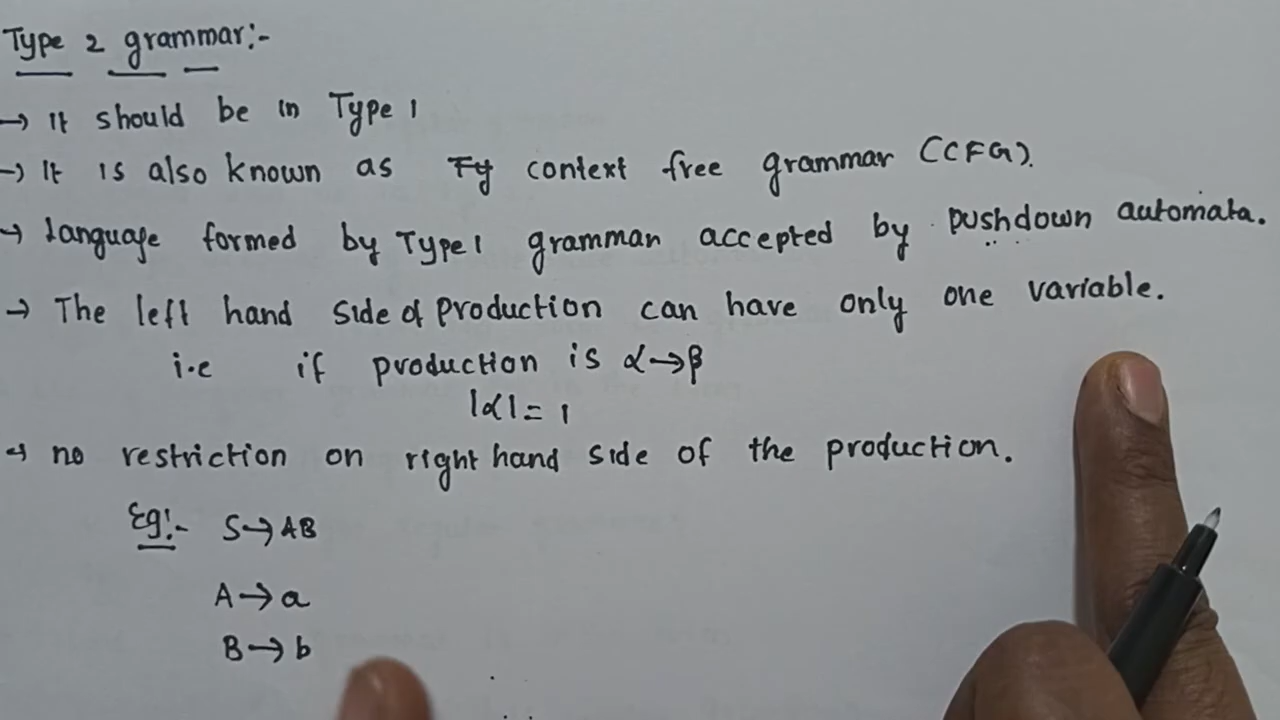 Type 2 grammar:-
→ It should be in Type 1
→ It is also known as Ty context free grammar (CFG).
→ language formed by Type1 grammar accepted by pushdown automata.
→ The left hand side of production can have only one variable.
i.e if production is α→β
|α| = 1
→ no restriction on right hand side of the production.
Eg:- S→AB
A→a
B→b